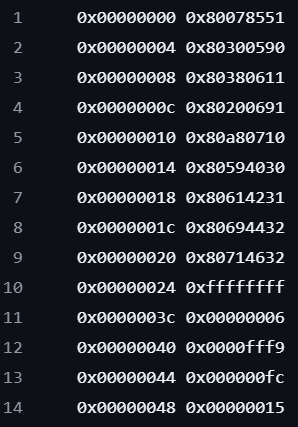 1 0x00000000 0x80078551
2 0x00000004 0x80300590
3 0x00000008 0x80380611
4 0x0000000c 0x80200691
5 0x00000010 0x80a80710
6 0x00000014 0x80594030
7 0x00000018 0x80614231
8 0x0000001c 0x80694432
9 0x00000020 0x80714632
10 0x00000024 0xffffffff
11 0x0000003c 0x00000006
12 0x00000040 0x0000fff9
13 0x00000044 0x000000fc
14 0x00000048 0x00000015